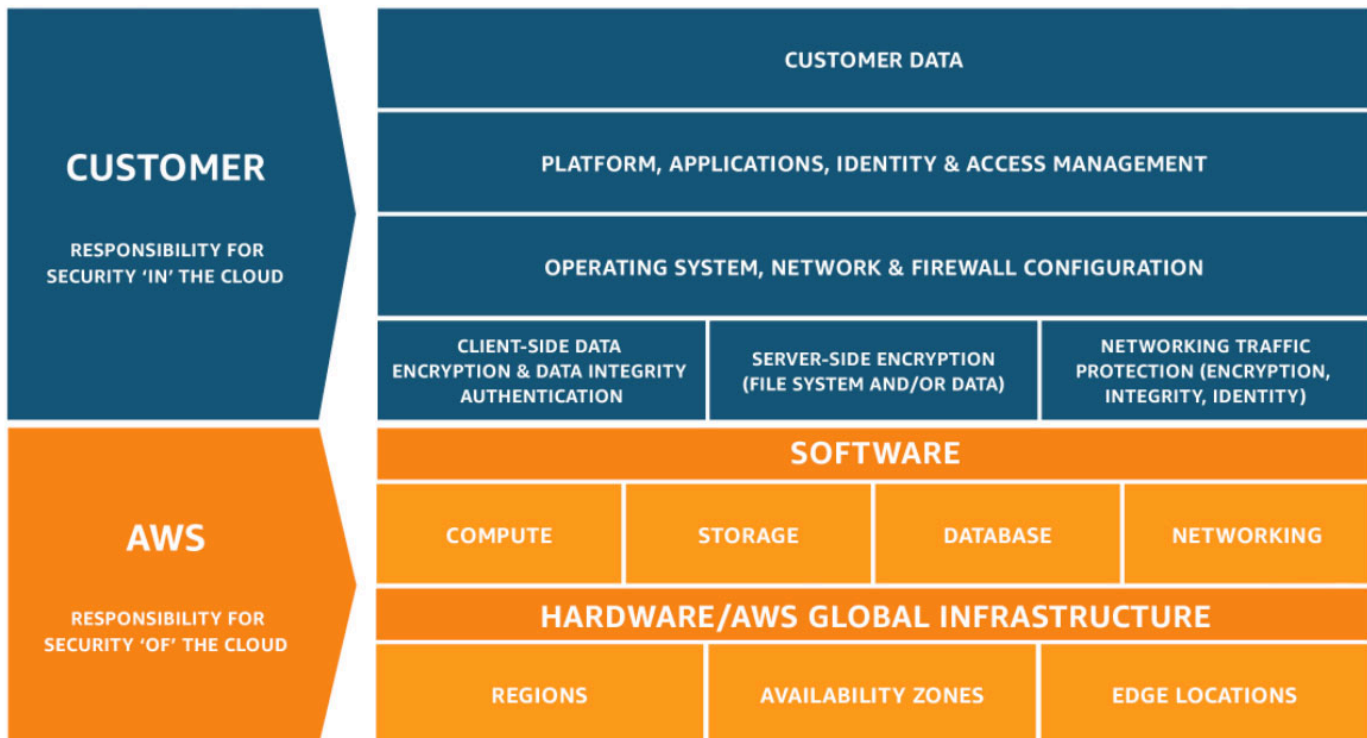 CUSTOMER
RESPONSIBILITY FOR
SECURITY ‘IN’ THE CLOUD
CUSTOMER DATA
PLATFORM, APPLICATIONS, IDENTITY & ACCESS MANAGEMENT
OPERATING SYSTEM, NETWORK & FIREWALL CONFIGURATION
CLIENT-SIDE DATA
ENCRYPTION & DATA INTEGRITY
AUTHENTICATION
SERVER-SIDE ENCRYPTION
(FILE SYSTEM AND/OR DATA)
NETWORKING TRAFFIC
PROTECTION (ENCRYPTION,
INTEGRITY, IDENTITY)
AWS
RESPONSIBILITY FOR
SECURITY ‘OF’ THE CLOUD
SOFTWARE
COMPUTE
STORAGE
DATABASE
NETWORKING
HARDWARE/AWS GLOBAL INFRASTRUCTURE
REGIONS
AVAILABILITY ZONES
EDGE LOCATIONS